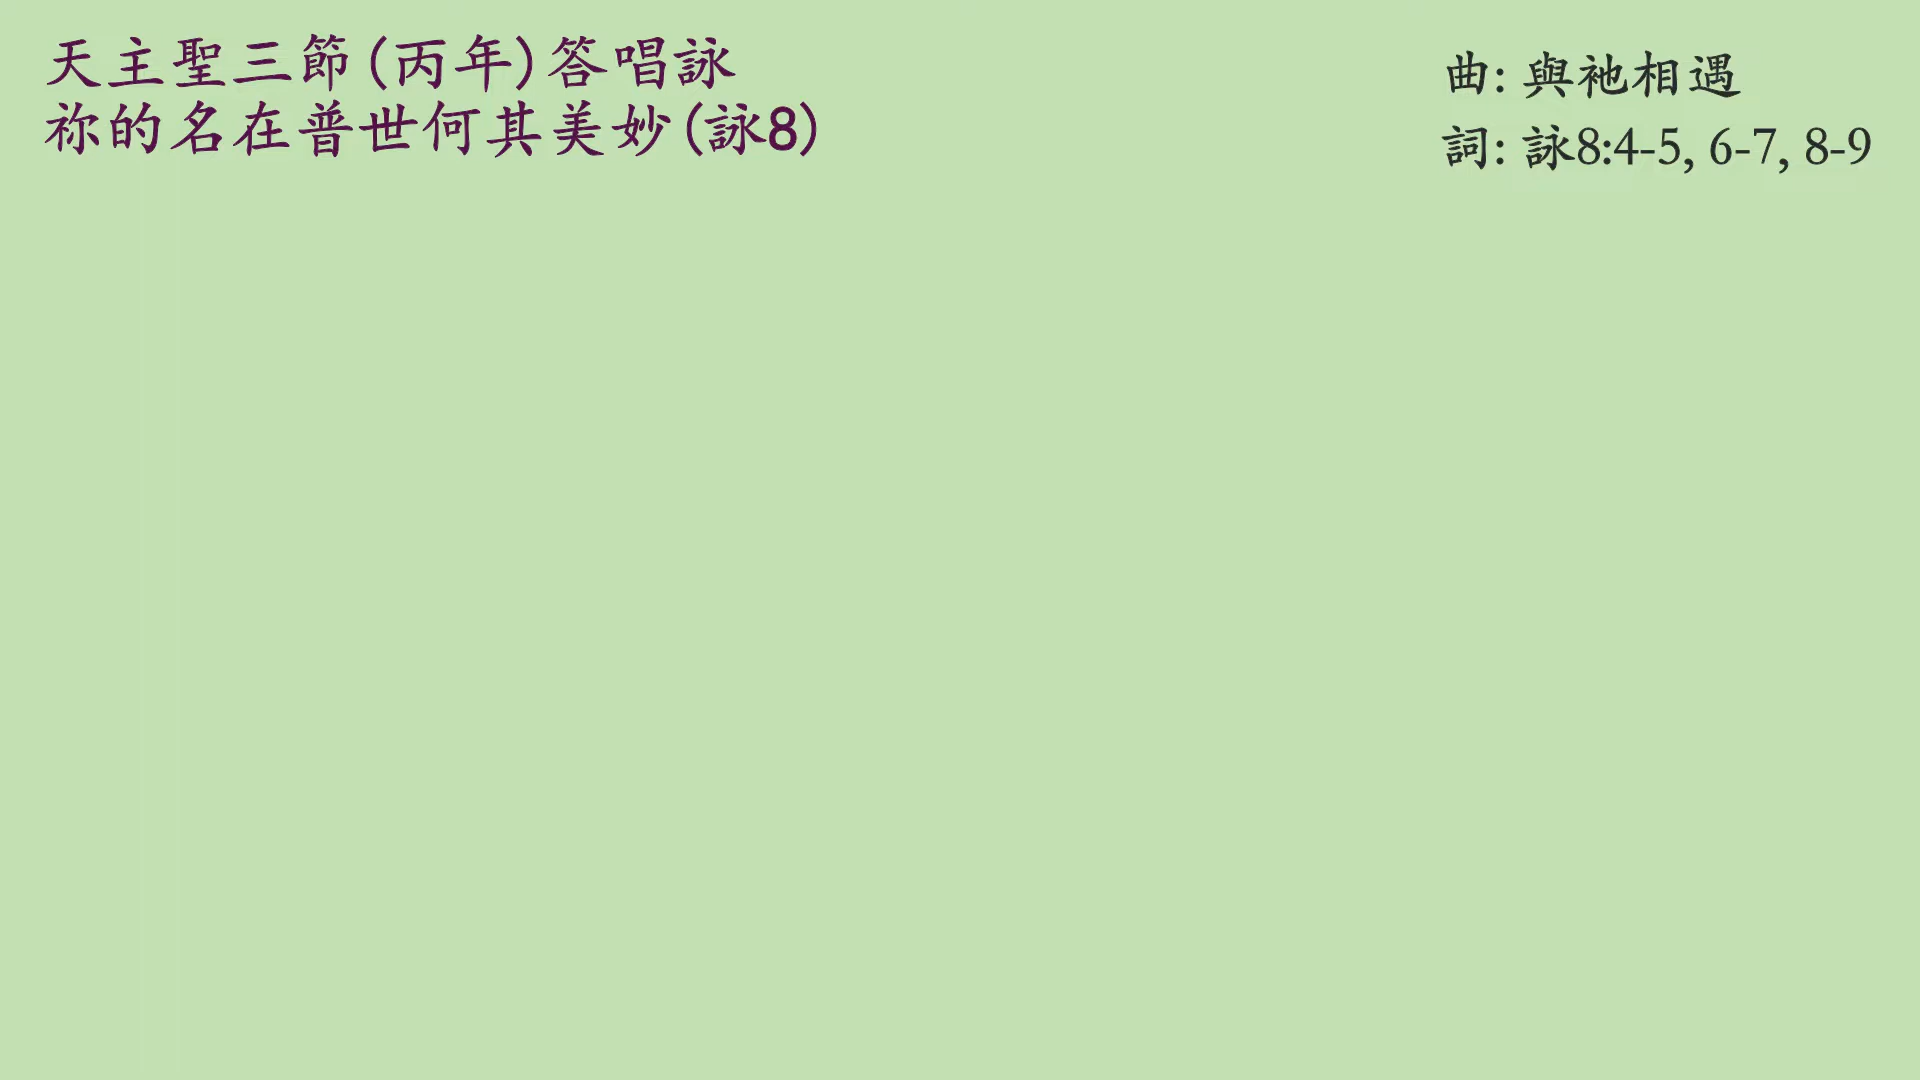 天主聖三節(丙年)答唱詠
祢的名在普世何其美妙(詠8)
曲: 與祂相遇
詞: 詠8:4-5, 6-7, 8-9